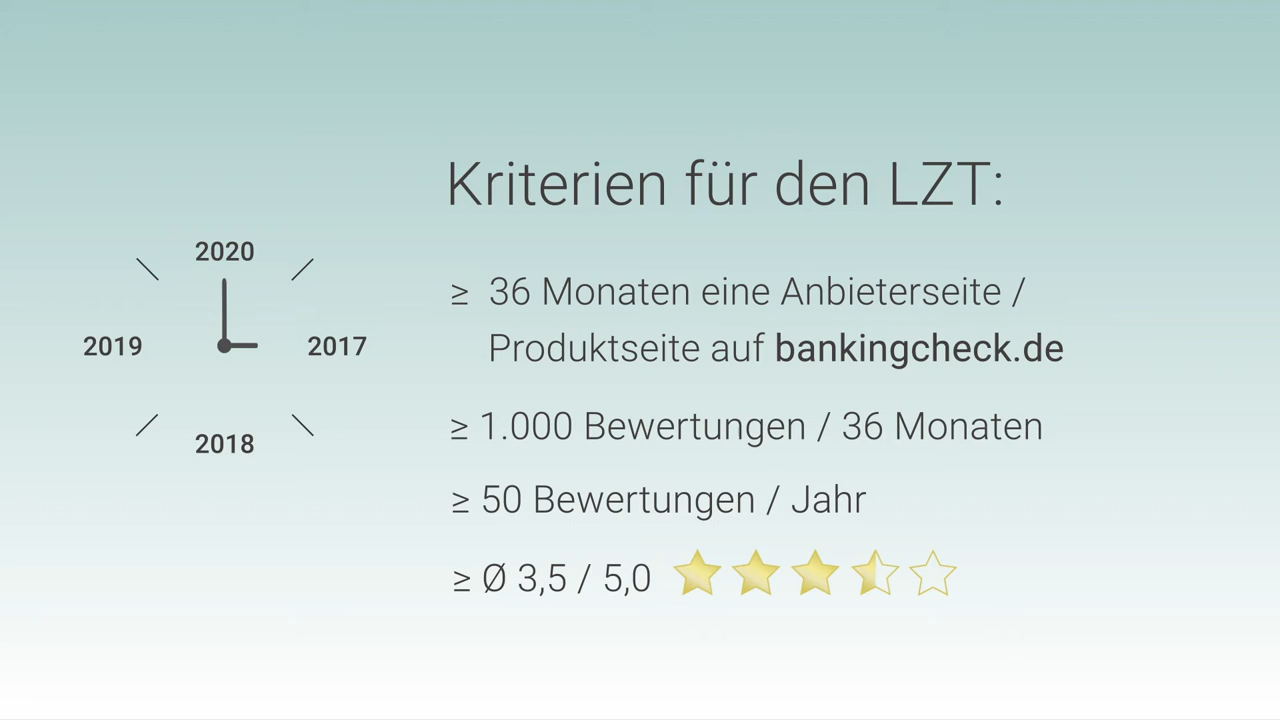 Kriterien für den LZT:
2020
2019
2017
2018
≥ 36 Monaten eine Anbieterseite /
Produktseite auf bankingcheck.de
≥ 1.000 Bewertungen / 36 Monaten
≥ 50 Bewertungen / Jahr
≥ Ø 3,5 / 5,0